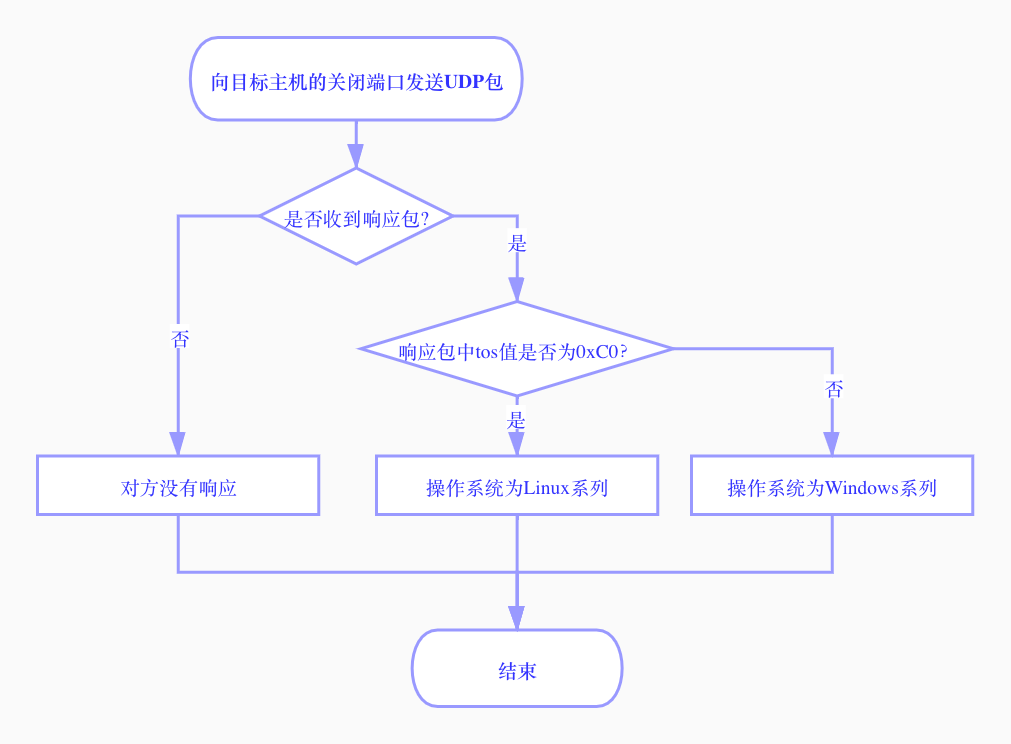 向目标主机的关闭端口发送UDP包
是否收到响应包?
是
否
响应包中tos值是否为0xC0?
否
是
对方没有响应
操作系统为Linux系列
操作系统为Windows系列
结束